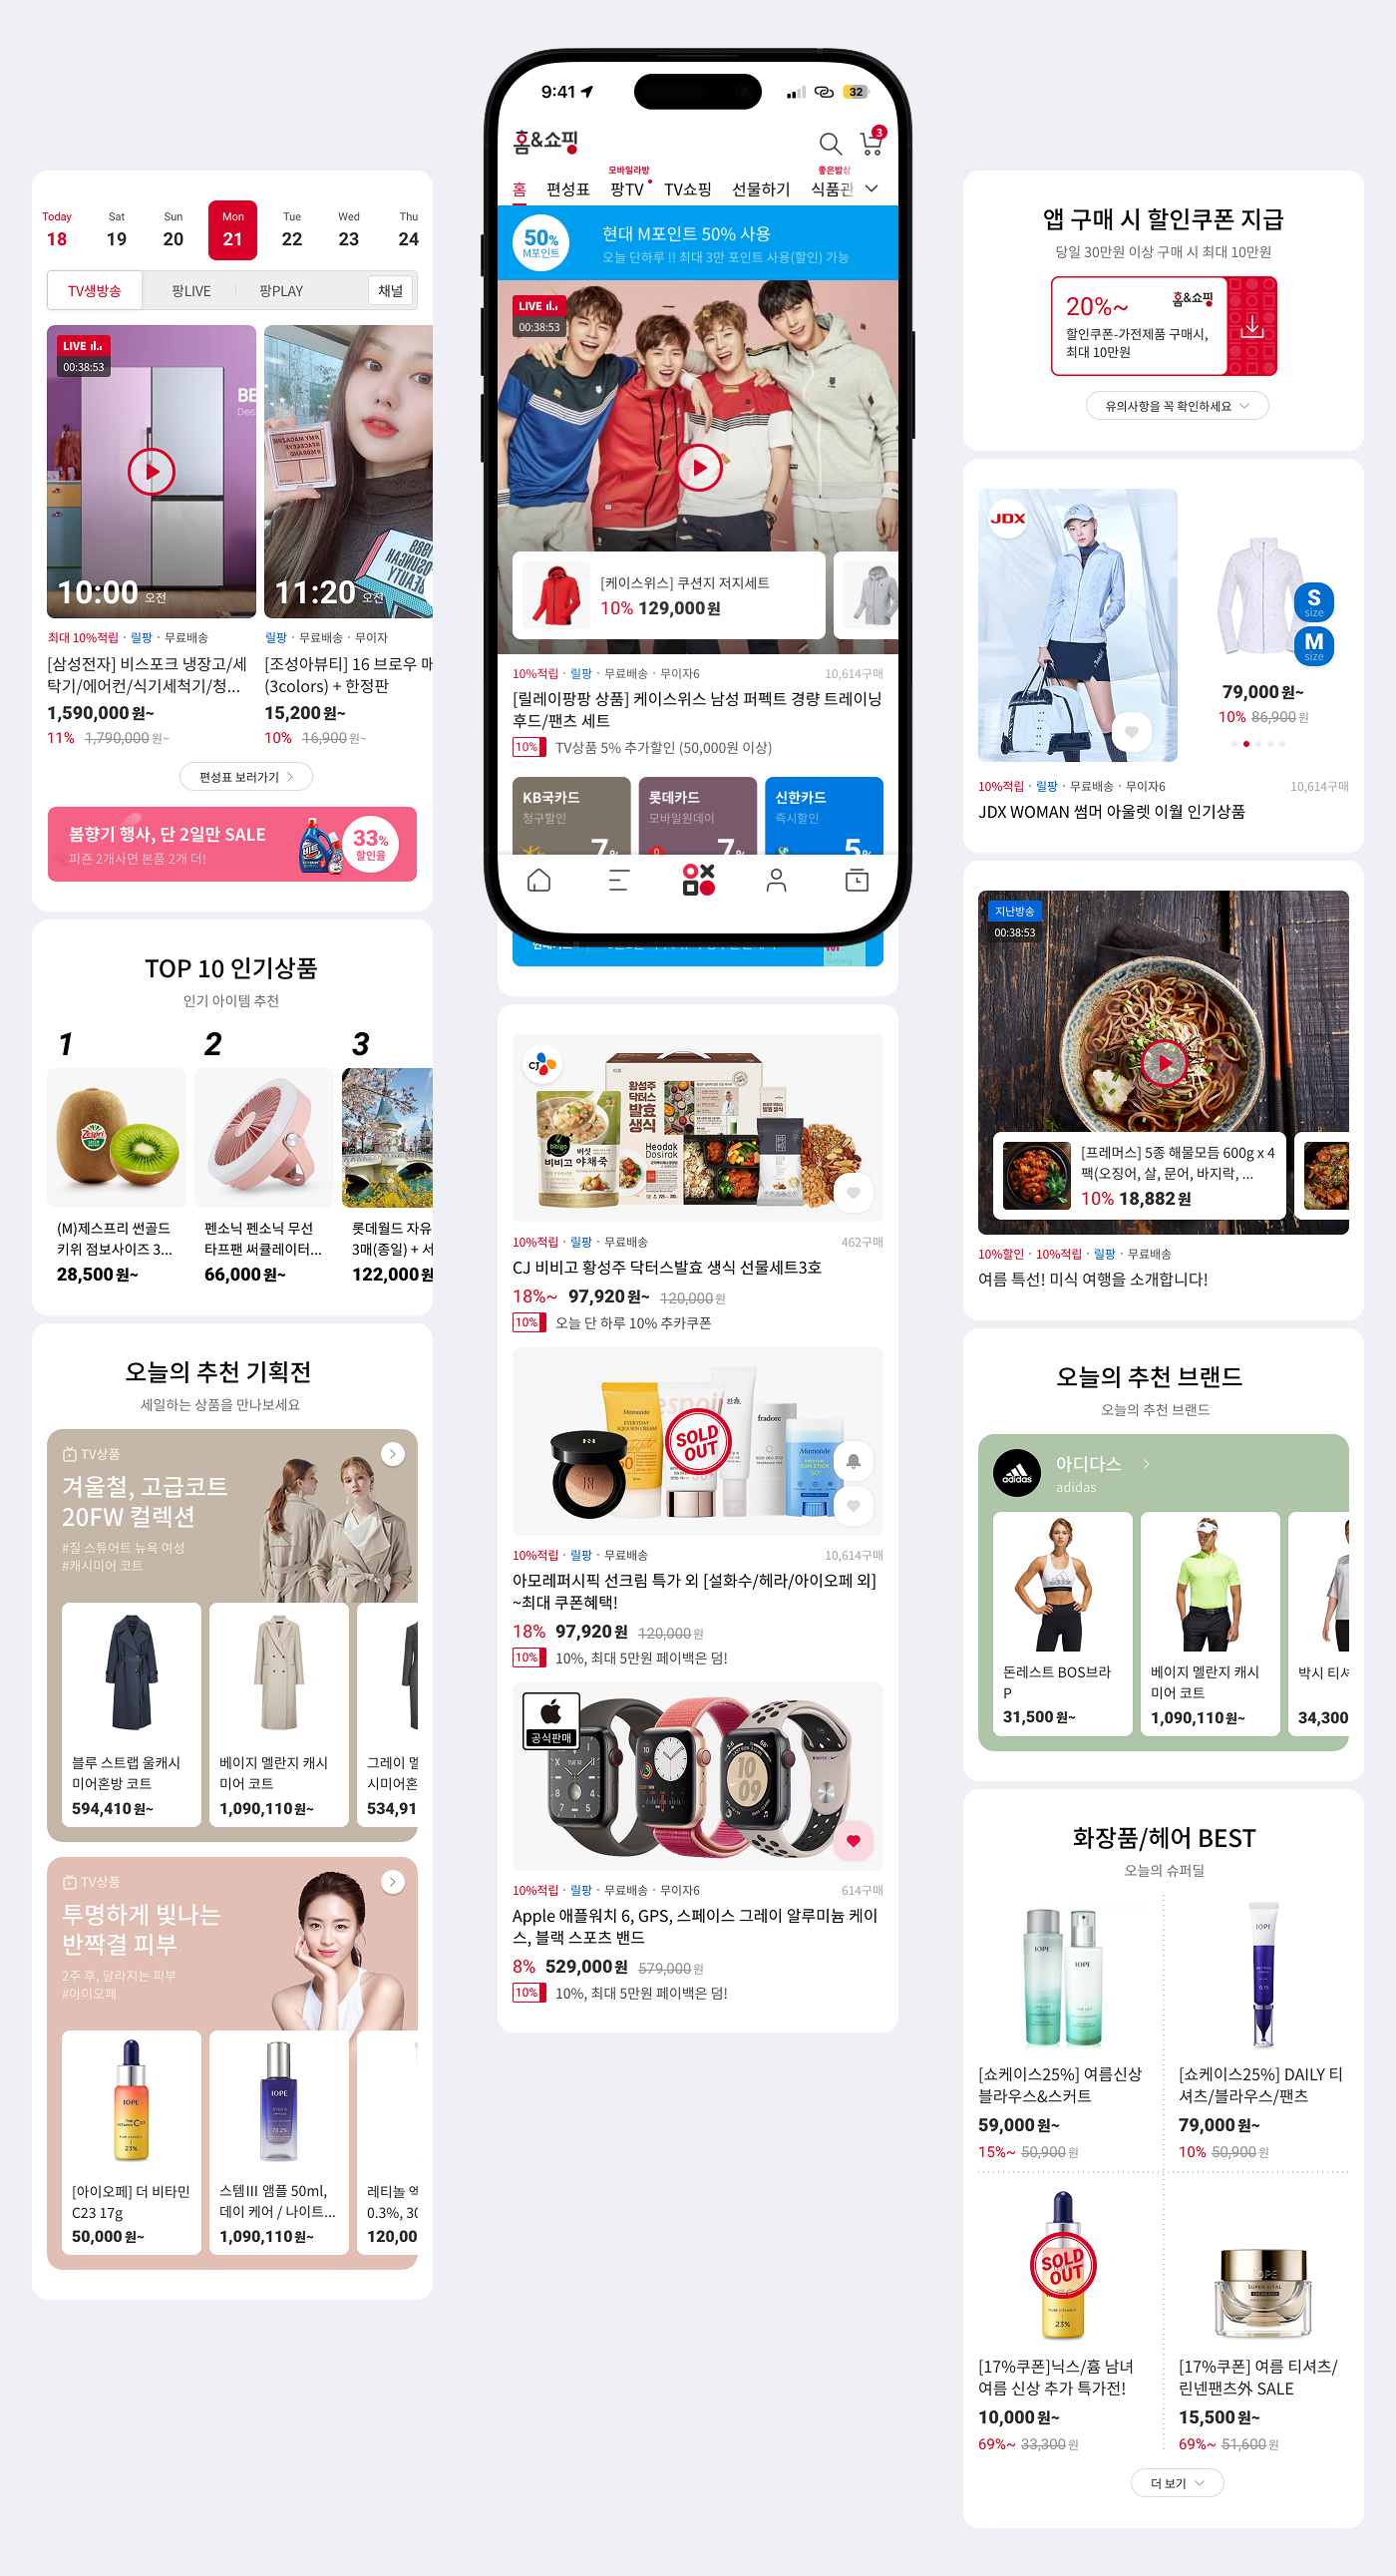 Today
18
Sat
19
Sun
20
Mon
21
Tue
22
Wed
23
Thu
24
TV생방송
팡LIVE
팡PLAY
채널
LIVE
00:38:53
10:00 오전
11:20 오전
최대 10%적립 · 릴팡 · 무료배송
[삼성전자] 비스포크 냉장고/세
탁기/에어컨/식기세척기/청...
1,590,000원~
11% 1,790,000원~
릴팡 · 무료배송 · 무이자
[조성아뷰티] 16 브로우 매
(3colors) + 한정판
15,200원~
10% 16,900원~
편성표 보러가기
봄향기 행사, 단 2일만 SALE
피죤 2개사면 본품 2개 더!
33%
할인율
TOP 10 인기상품
인기 아이템 추천
1
2
3
(M)제스프리 썬골드
키위 점보사이즈 3...
28,500원~
펜소닉 펜소닉 무선
타프팬 써큘레이터...
66,000원~
롯데월드 자유
3매(종일) + 서
122,000원
오늘의 추천 기획전
세일하는 상품을 만나보세요
TV상품
겨울철, 고급코트
20FW 컬렉션
#질 스튜어트 뉴욕 여성
#캐시미어 코트
블루 스트랩 울캐시
미어혼방 코트
594,410원~
베이지 멜란지 캐시
미어 코트
1,090,110원~
그레이 멜
시미어혼
534,91
TV상품
투명하게 빛나는
반짝결 피부
2주 후, 달라지는 피부
#아이오페
[아이오페] 더 비타민
C23 17g
50,000원~
스템III 앰플 50ml,
데이 케어 / 나이트...
1,090,110원~
레티놀 엑
0.3%, 30
120,00
9:41
32
홈&쇼핑
3
모바일라방
좋은밥상
홈
편성표
팡TV
TV쇼핑
선물하기
식품관
50%
M포인트
현대 M포인트 50% 사용
오늘 단하루 !! 최대 3만 포인트 사용(할인) 가능
LIVE
00:38:53
[케이스위스] 쿠션지 저지세트
10% 129,000원
10%적립 · 릴팡 · 무료배송 · 무이자6
10,614구매
[릴레이팡팡 상품] 케이스위스 남성 퍼펙트 경량 트레이닝
후드/팬츠 세트
10% TV상품 5% 추가할인 (50,000원 이상)
KB국카드
청구할인
7%
롯데카드
모바일원데이
7%
신한카드
즉시할인
5%
CJ
황성주
닥터스
발효
생식
bibigo
비비고
버섯
야채죽
Heodak
Dosirak
10%적립 · 릴팡 · 무료배송
462구매
CJ 비비고 황성주 닥터스발효 생식 선물세트3호
18%~ 97,920원~ 120,000원
10% 오늘 단 하루 10% 추카쿠폰
Mamonde
espoir
한율
fradore
Mamonde
SOLD
OUT
10%적립 · 릴팡 · 무료배송
10,614구매
아모레퍼시픽 선크림 특가 외 [설화수/헤라/아이오페 외]
~최대 쿠폰혜택!
18% 97,920원 120,000원
10% 10%, 최대 5만원 페이백은 덤!
공식판매
10%적립 · 릴팡 · 무료배송 · 무이자6
614구매
Apple 애플워치 6, GPS, 스페이스 그레이 알루미늄 케이
스, 블랙 스포츠 밴드
8% 529,000원 579,000원
10% 10%, 최대 5만원 페이백은 덤!
앱 구매 시 할인쿠폰 지급
당일 30만원 이상 구매 시 최대 10만원
20%~
홈&쇼핑
할인쿠폰-가전제품 구매시,
최대 10만원
유의사항을 꼭 확인하세요
JDX
S
size
M
size
79,000원~
10% 86,900원
10%적립 · 릴팡 · 무료배송 · 무이자6
10,614구매
JDX WOMAN 썸머 아울렛 이월 인기상품
지난방송
00:38:53
[프레머스] 5종 해물모듬 600g x 4
팩(오징어, 살, 문어, 바지락, ...
10% 18,882원
10%할인 · 10%적립 · 릴팡 · 무료배송
여름 특선! 미식 여행을 소개합니다!
오늘의 추천 브랜드
오늘의 추천 브랜드
adidas
아디다스
adidas
돈레스트 BOS브라
P
31,500원~
베이지 멜란지 캐시
미어 코트
1,090,110원~
박시 티셔
34,300
화장품/헤어 BEST
오늘의 슈퍼딜
IOPE
IOPE
IOPE
[쇼케이스25%] 여름신상
블라우스&스커트
59,000원~
15%~ 50,900원
[쇼케이스25%] DAILY 티
셔츠/블라우스/팬츠
79,000원~
10% 50,900원
SOLD
OUT
23%
[17%쿠폰]닉스/흄 남녀
여름 신상 추가 특가전!
10,000원~
69%~ 33,300원
[17%쿠폰] 여름 티셔츠/
린넨팬츠外 SALE
15,500원~
69%~ 51,600원
더 보기